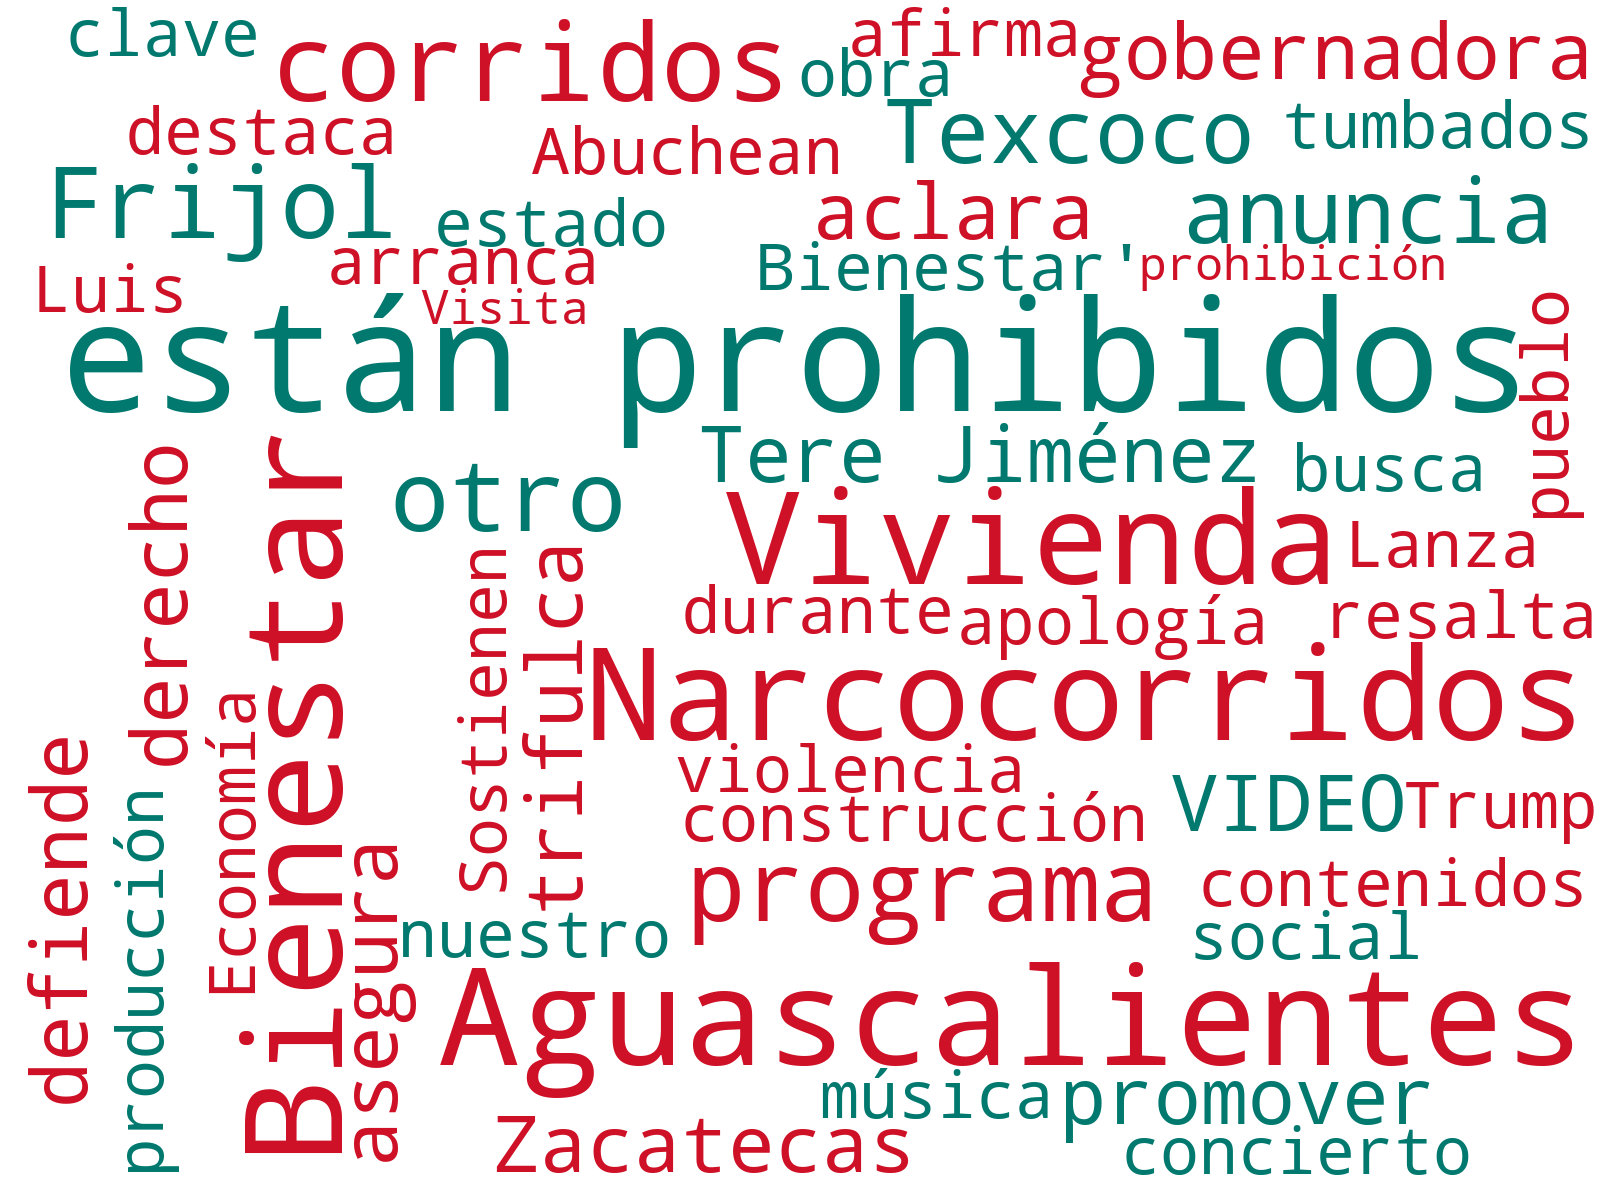 clave
corridos
afirma
gobernadora
obra
destaca
Abuchean
Texcoco
tumbados
Frijol
estado
aclara
anuncia
arranca
Luis
Bienestar'
prohibición
Visita
están prohibidos
pueblo
Tere Jiménez
busca
otro
Vivienda
Lanza
derecho
Bienestar
Sostienen
trifulca
durante
apología
resalta
Narcocorridos
Economía
defiende
producción
violencia
construcción
VIDEO
Trump
asegura
programa
contenidos
nuestro
social
Aguascalientes
música
promover
Zacatecas
concierto